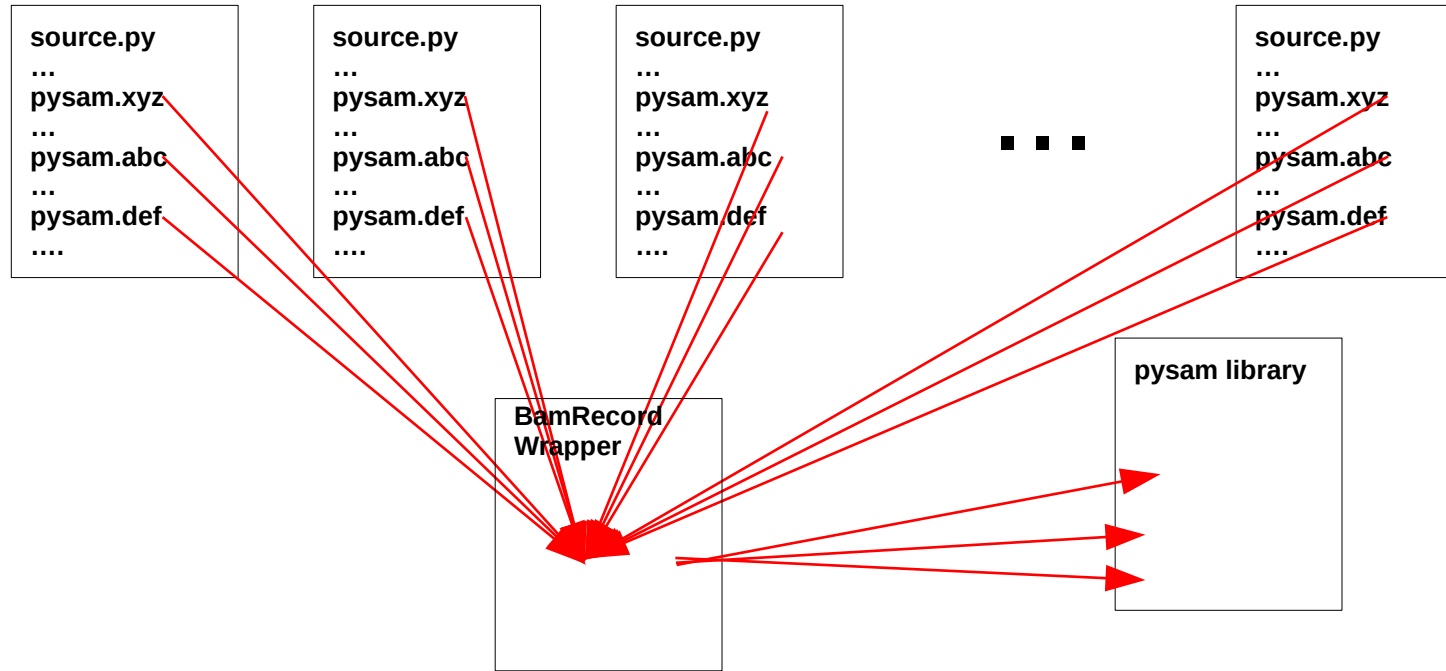 source.py
...
pysam.xyz
...
pysam.abc
...
pysam.def
....
source.py
...
pysam.xyz
...
pysam.abc
...
pysam.def
....
source.py
...
pysam.xyz
...
pysam.abc
...
pysam.def
....
...
source.py
...
pysam.xyz
...
pysam.abc
...
pysam.def
....
BamRecord
Wrapper
pysam library